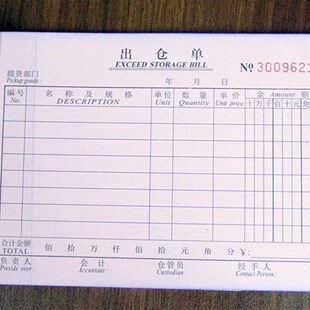 出仓单
EXCEED STORAGE BILL
№ 3009621
提货部门
Pickup goods:
年 月 日
编号 名称及规格 单位 数量 单价 金 Amount 额
No. DESCRIPTION Unit Quantity Unit price 十万千百十元角
合计金额 佰 拾 万 仟 佰 拾 元 角 分 ¥:
TOTAL
负责人 会计 仓管员 经手人
Preside over: Accountant: Custodian: Contact Person: